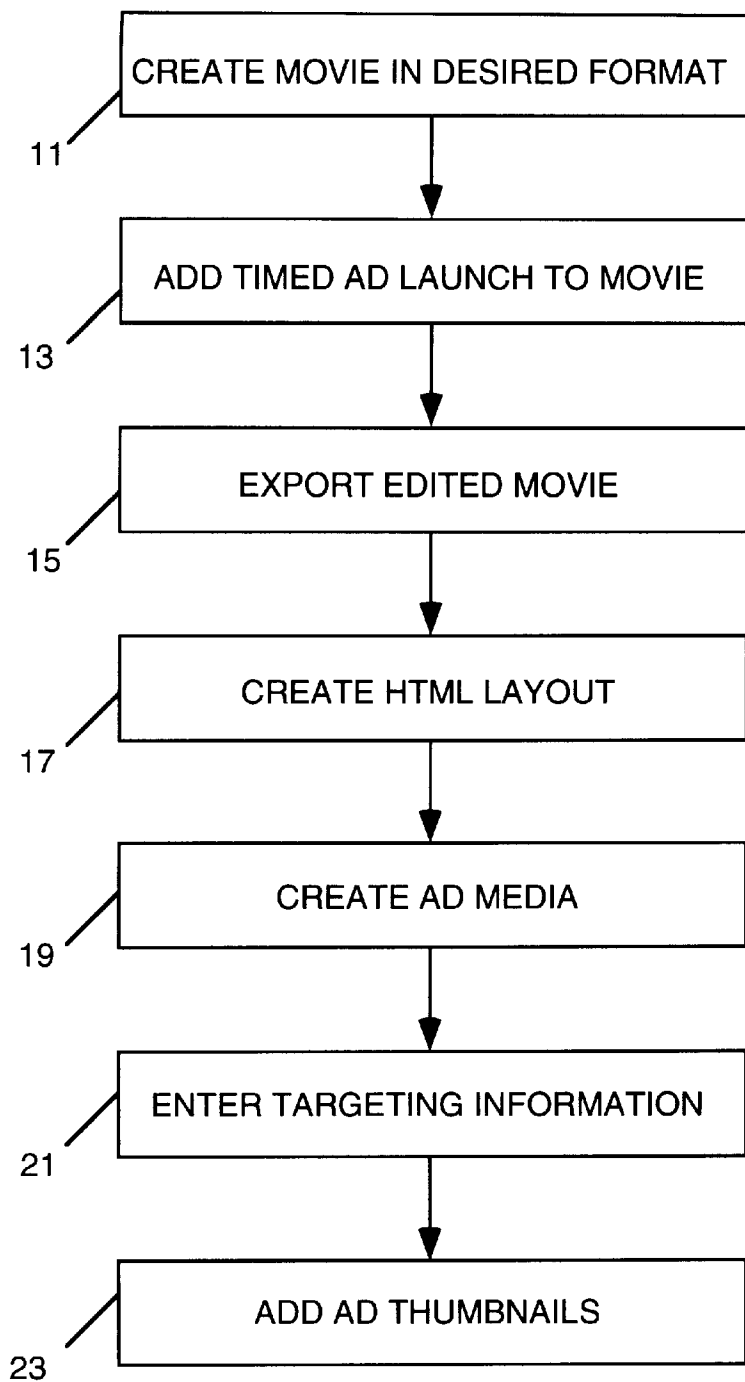 CREATE MOVIE IN DESIRED FORMAT
11
ADD TIMED AD LAUNCH TO MOVIE
13
EXPORT EDITED MOVIE
15
CREATE HTML LAYOUT
17
CREATE AD MEDIA
19
ENTER TARGETING INFORMATION
21
ADD AD THUMBNAILS
23